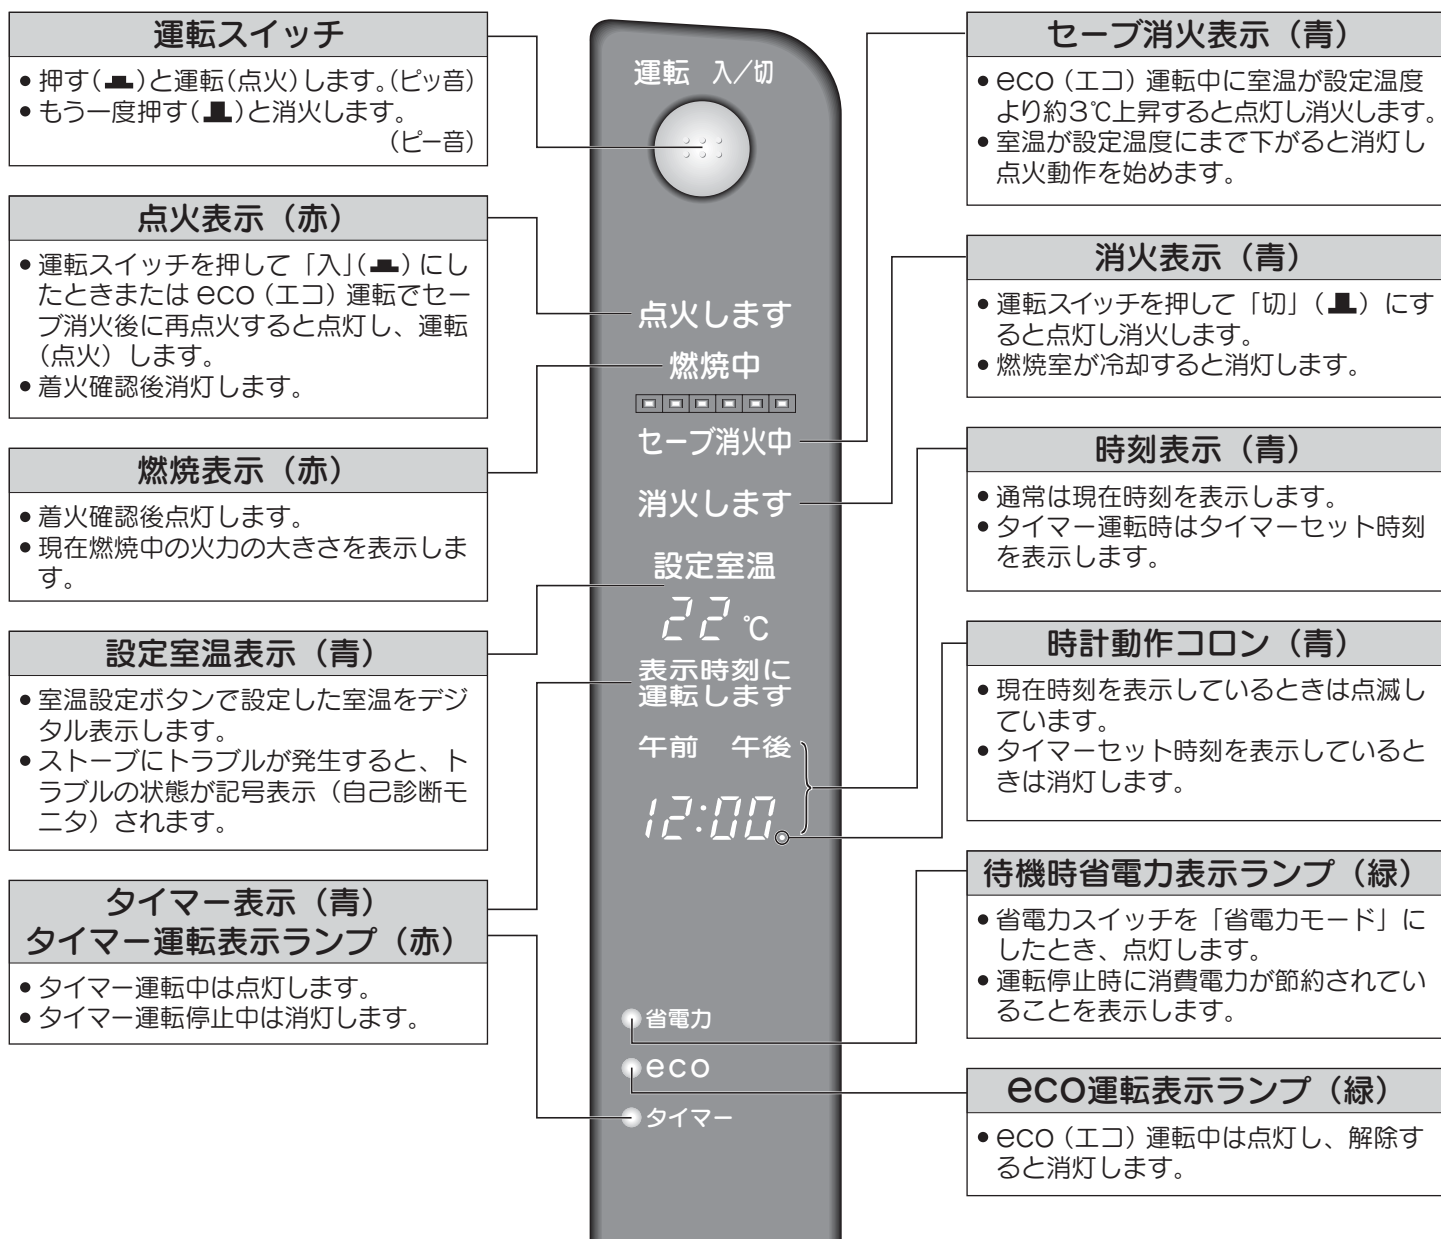 運転スイッチ
● 押す( )と運転(点火)します。(ピッ音)
● もう一度押す( )と消火します。
(ピー音)
点火表示（赤）
● 運転スイッチを押して「入」( )にし
たときまたは eco（エコ）運転でセー
ブ消火後に再点火すると点灯し、運転
（点火）します。
● 着火確認後消灯します。
燃焼表示（赤）
● 着火確認後点灯します。
● 現在燃焼中の火力の大きさを表示しま
す。
設定室温表示（青）
● 室温設定ボタンで設定した室温をデジ
タル表示します。
● ストーブにトラブルが発生すると、ト
ラブルの状態が記号表示（自己診断モ
ニタ）されます。
タイマー表示（青）
タイマー運転表示ランプ（赤）
● タイマー運転中は点灯します。
● タイマー運転停止中は消灯します。
運転 入／切
点火します
燃焼中
セーブ消火中
消火します
設定室温
22℃
表示時刻に
運転します
午前 午後
12:00
省電力
eco
タイマー
セーブ消火表示（青）
● eco（エコ）運転中に室温が設定温度
より約3℃上昇すると点灯し消火します。
● 室温が設定温度にまで下がると消灯し
点火動作を始めます。
消火表示（青）
● 運転スイッチを押して「切」( )にす
ると点灯し消火します。
● 燃焼室が冷却すると消灯します。
時刻表示（青）
● 通常は現在時刻を表示します。
● タイマー運転時はタイマーセット時刻
を表示します。
時計動作コロン（青）
● 現在時刻を表示しているときは点滅し
ています。
● タイマーセット時刻を表示していると
きは消灯します。
待機時省電力表示ランプ（緑）
● 省電力スイッチを「省電力モード」に
したとき、点灯します。
● 運転停止時に消費電力が節約されてい
ることを表示します。
eco運転表示ランプ（緑）
● eco（エコ）運転中は点灯し、解除す
ると消灯します。